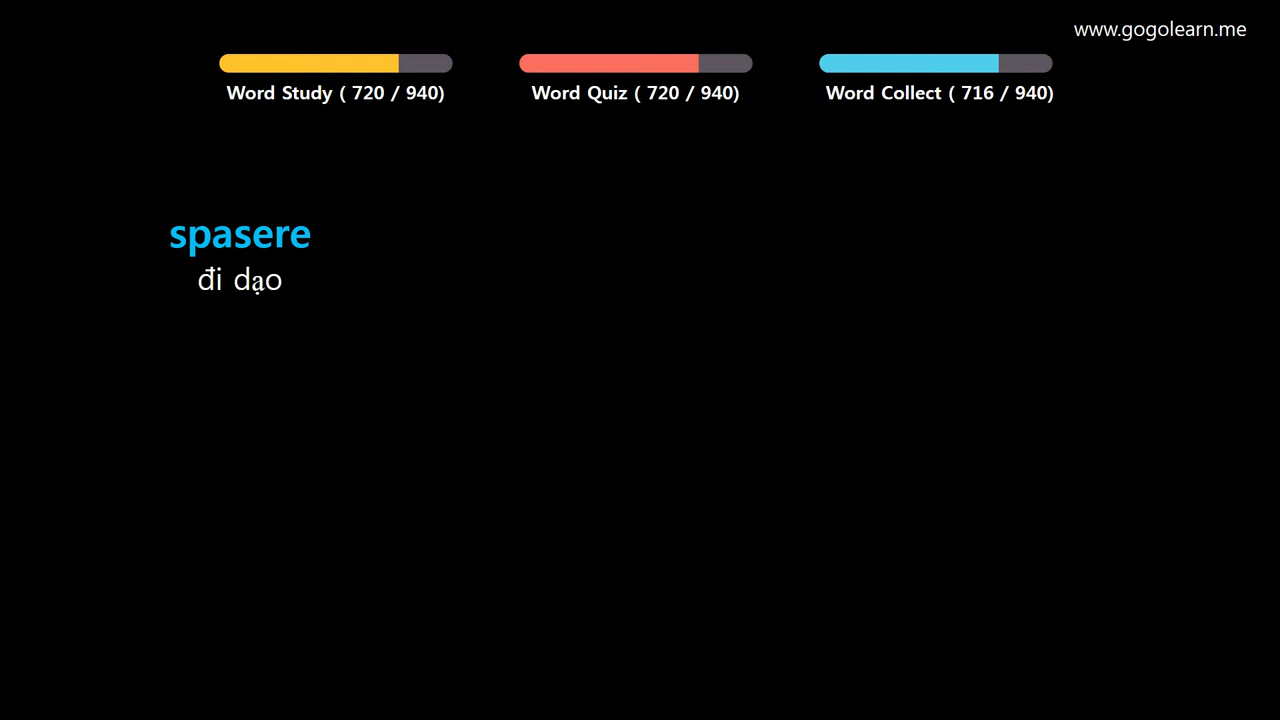 www.gogolearn.me
Word Study ( 720 / 940)
Word Quiz ( 720 / 940)
Word Collect ( 716 / 940)
spasere
đi dạo